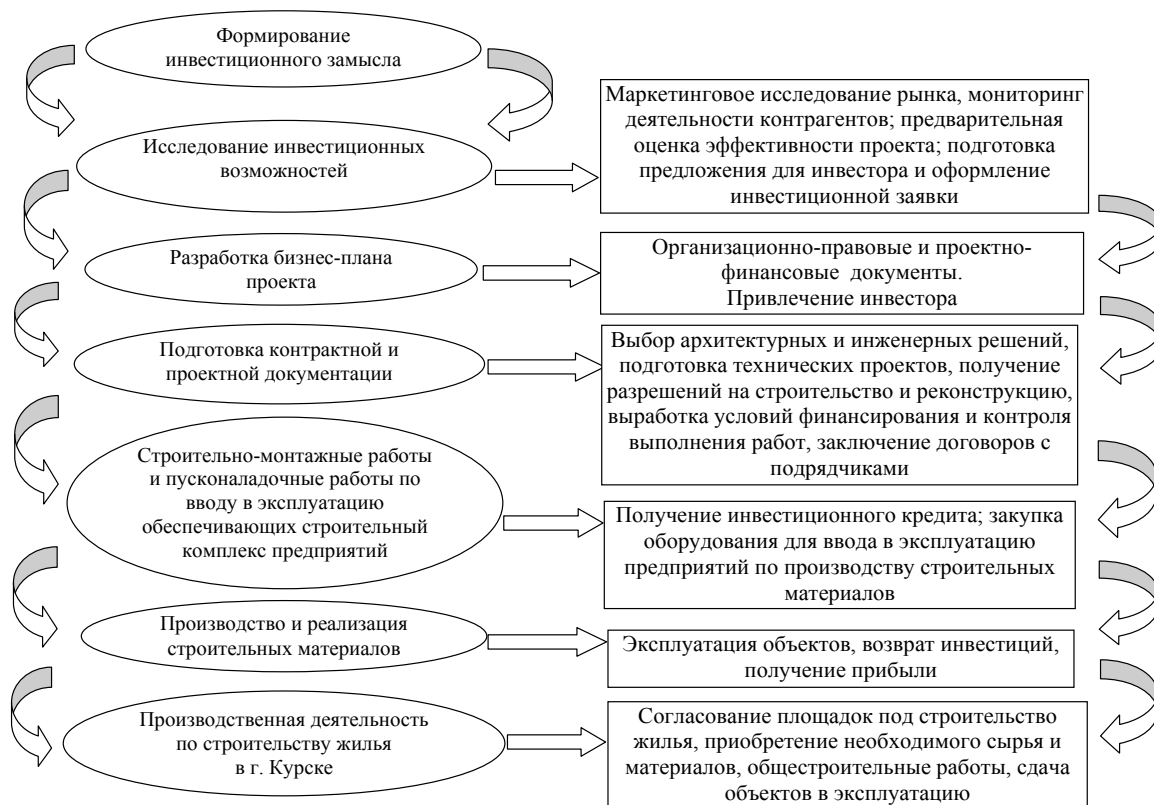 Формирование
инвестиционного замысла
Маркетинговое исследование рынка, мониторинг
деятельности контрагентов; предварительная
оценка эффективности проекта; подготовка
предложения для инвестора и оформление
инвестиционной заявки
Исследование инвестиционных
возможностей
Разработка бизнес-плана
проекта
Организационно-правовые и проектно-
финансовые документы.
Привлечение инвестора
Подготовка контрактной и
проектной документации
Выбор архитектурных и инженерных решений,
подготовка технических проектов, получение
разрешений на строительство и реконструкцию,
выработка условий финансирования и контроля
выполнения работ, заключение договоров с
подрядчиками
Строительно-монтажные работы
и пусконаладочные работы по
вводу в эксплуатацию
обеспечивающих строительный
комплекс предприятий
Получение инвестиционного кредита; закупка
оборудования для ввода в эксплуатацию
предприятий по производству строительных
материалов
Производство и реализация
строительных материалов
Эксплуатация объектов, возврат инвестиций,
получение прибыли
Производственная деятельность
по строительству жилья
в г. Курске
Согласование площадок под строительство
жилья, приобретение необходимого сырья и
материалов, общестроительные работы, сдача
объектов в эксплуатацию